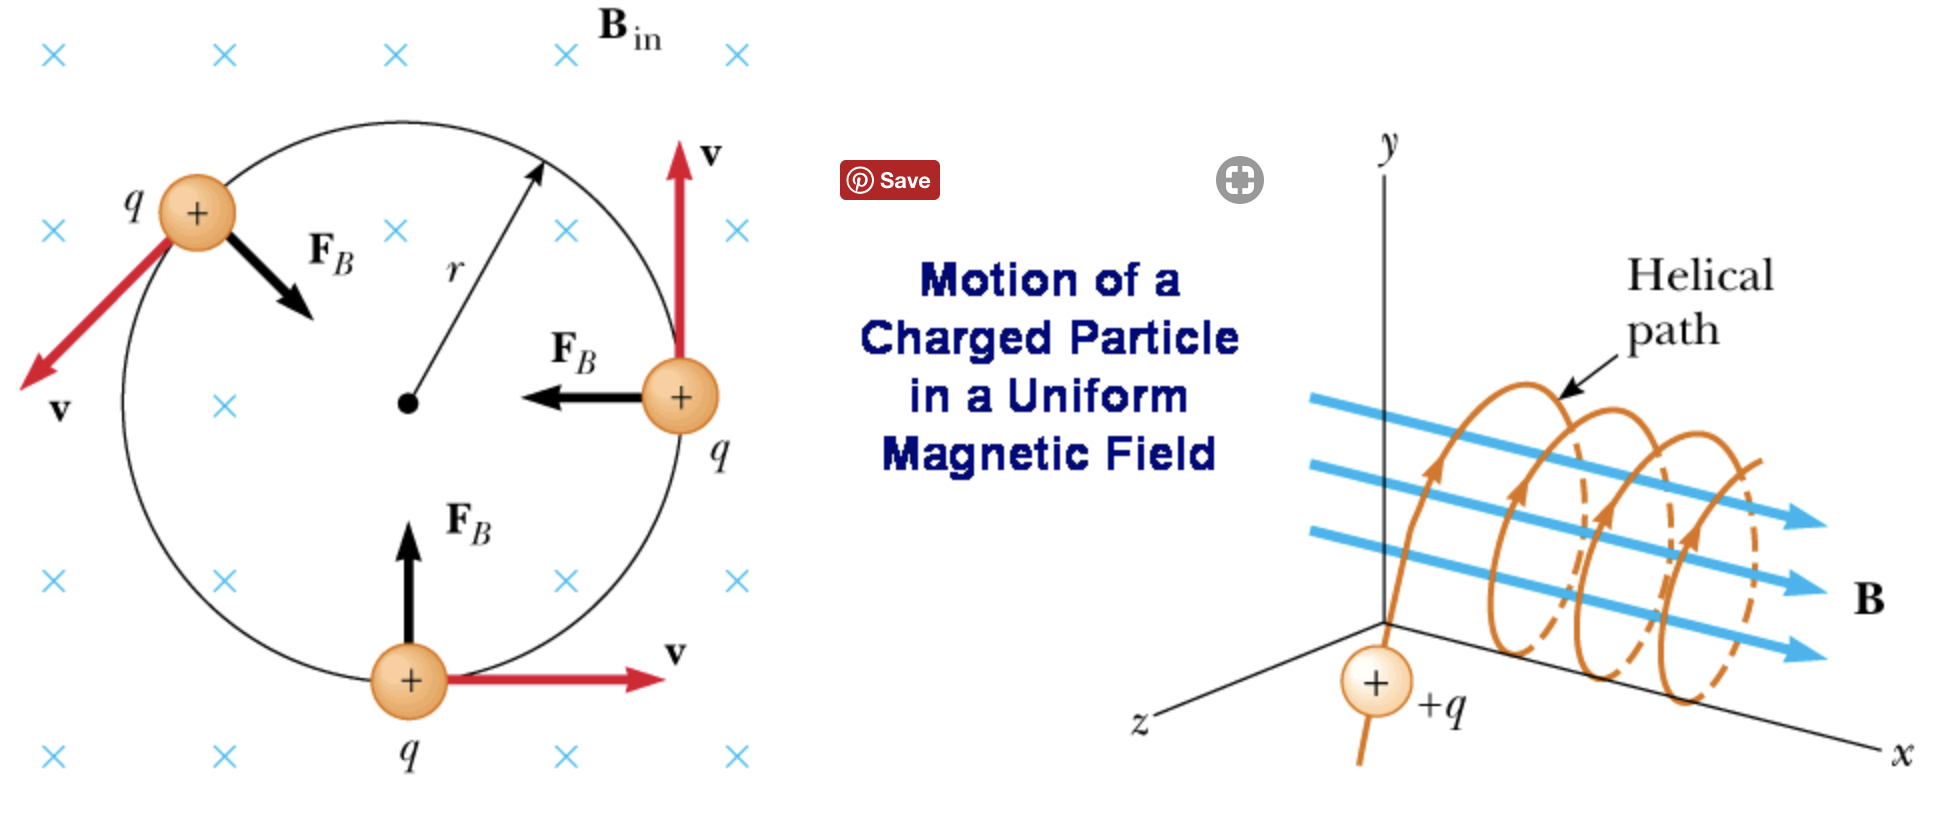 B in
q
+
F B
v
r
v
F B
+
q
F B
+
v
q
Save
Motion of a
Charged Particle
in a Uniform
Magnetic Field
y
Helical
path
B
z
+
+q
x